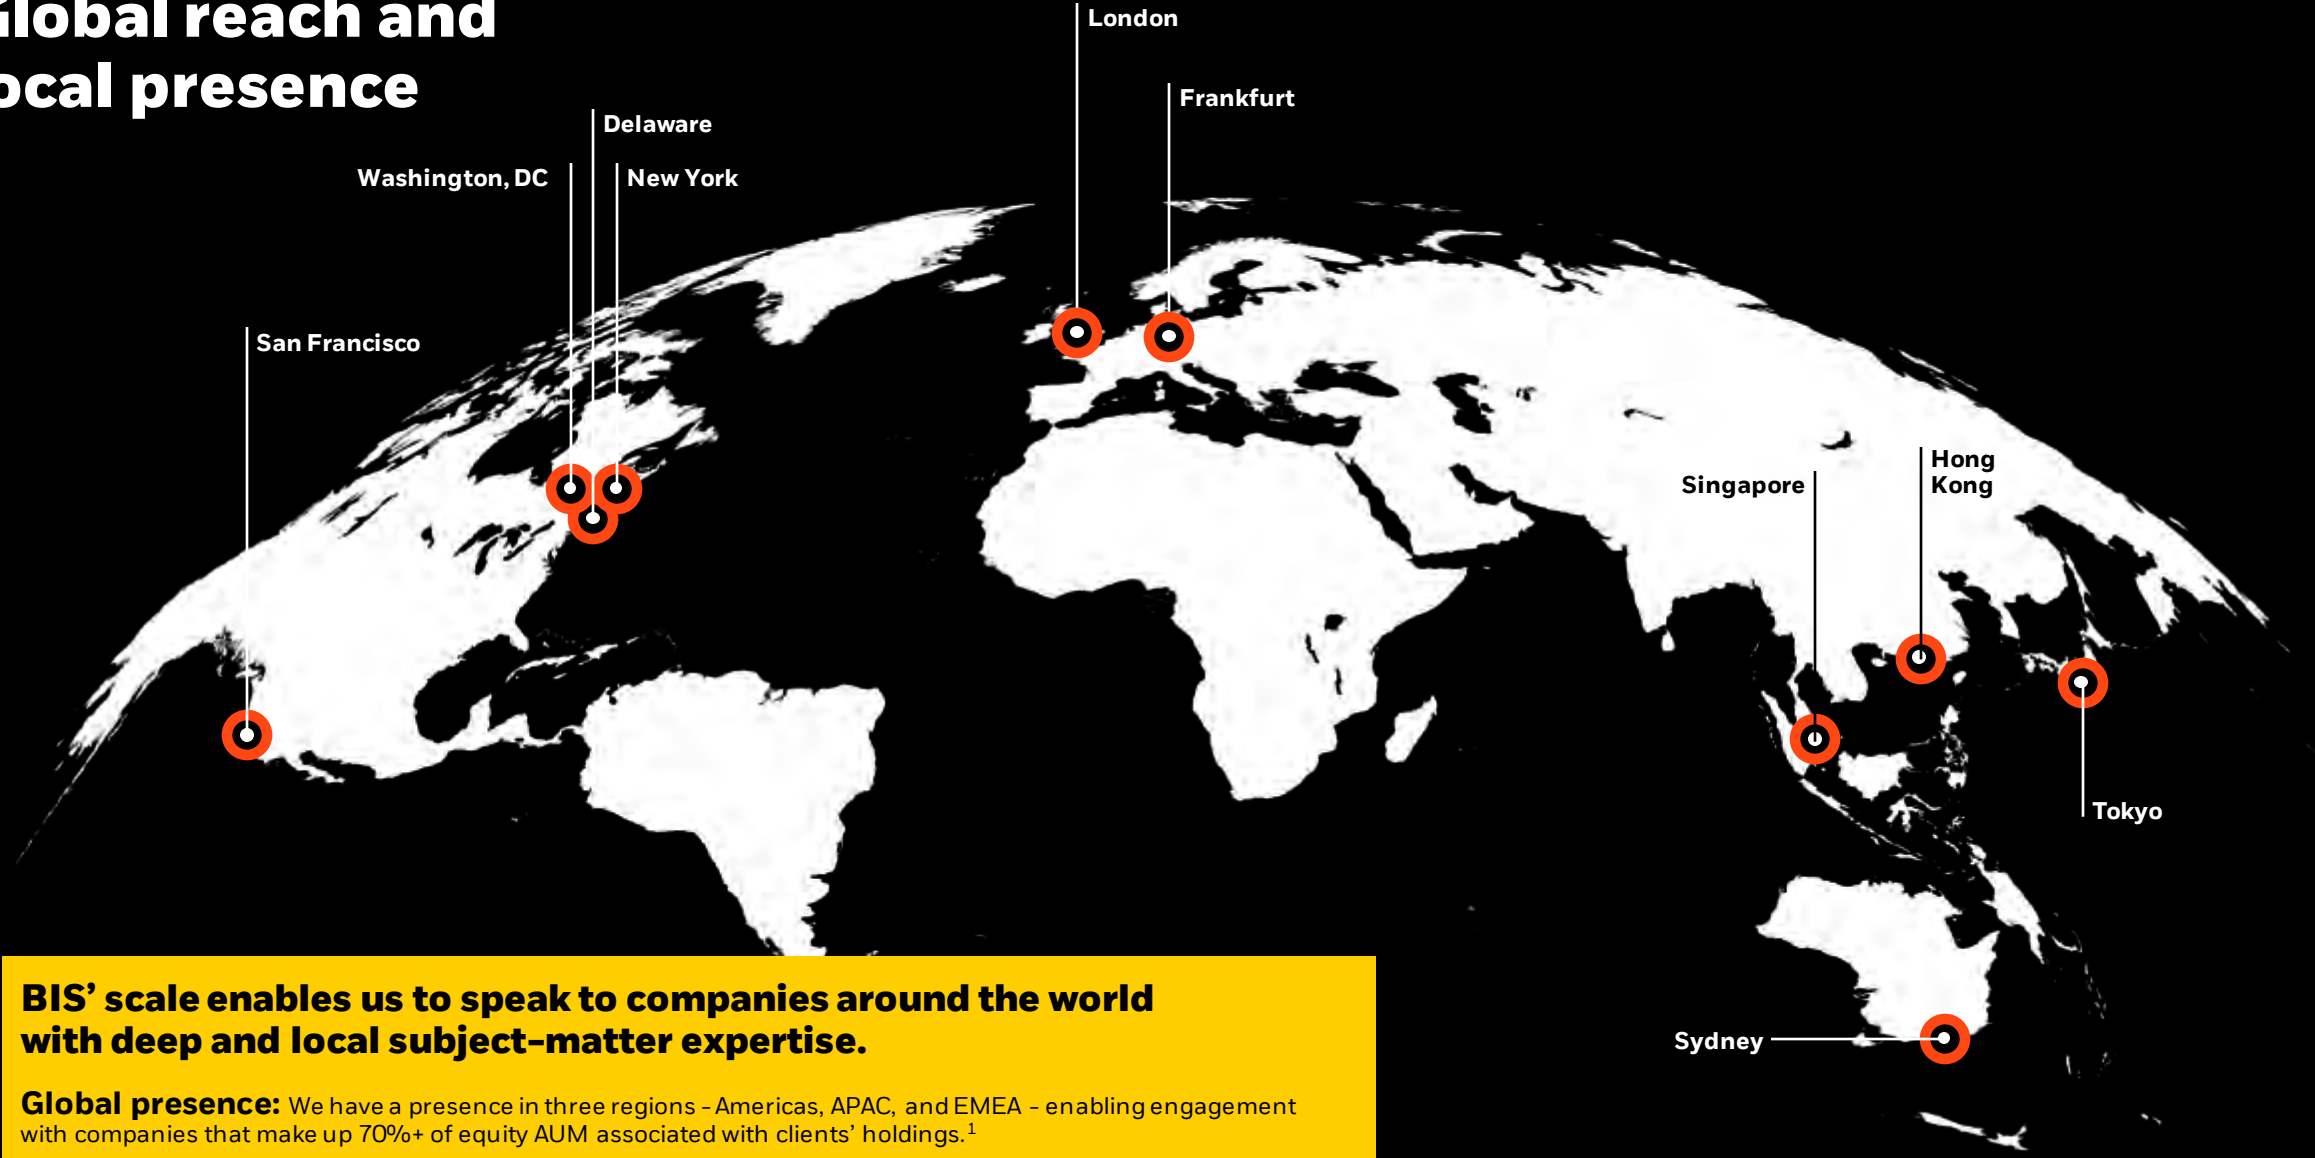 Global reach and
ocal presence
London
Frankfurt
Delaware
Washington, DC
New York
San Francisco
Hong
Kong
Singapore
Tokyo
Sydney
BIS’ scale enables us to speak to companies around the world
with deep and local subject-matter expertise.
Global presence: We have a presence in three regions - Americas, APAC, and EMEA - enabling engagement
with companies that make up 70%+ of equity AUM associated with clients’ holdings.¹